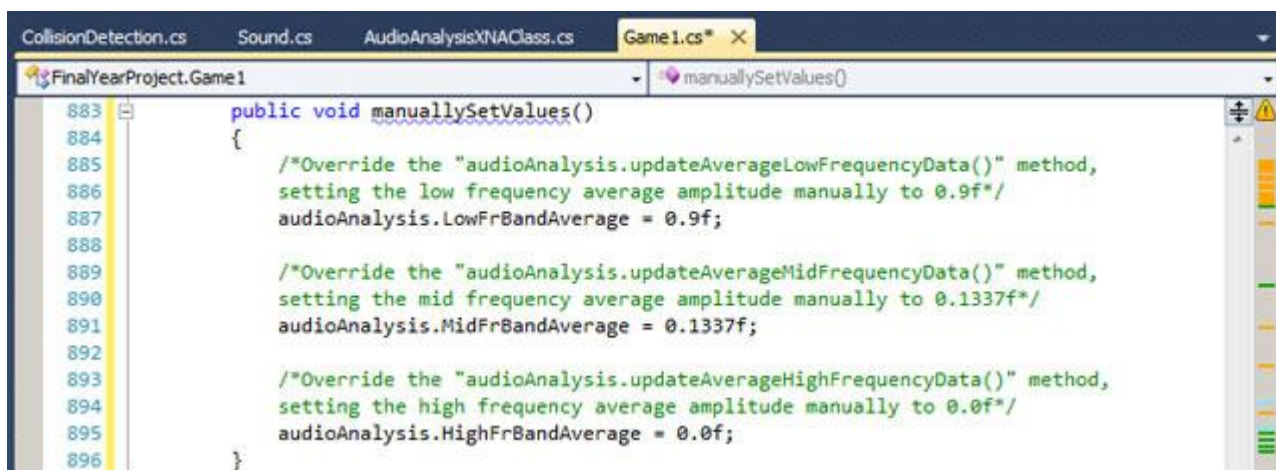 CollisionDetection.cs Sound.cs AudioAnalysisXNAClass.cs Game1.cs*
FinalYearProject.Game1 manuallySetValues()
883 public void manuallySetValues()
884 {
885 /*Override the "audioAnalysis.updateAverageLowFrequencyData()" method,
886 setting the low frequency average amplitude manually to 0.9f*/
887 audioAnalysis.LowFrBandAverage = 0.9f;
888
889 /*Override the "audioAnalysis.updateAverageMidFrequencyData()" method,
890 setting the mid frequency average amplitude manually to 0.1337f*/
891 audioAnalysis.MidFrBandAverage = 0.1337f;
892
893 /*Override the "audioAnalysis.updateAverageHighFrequencyData()" method,
894 setting the high frequency average amplitude manually to 0.0f*/
895 audioAnalysis.HighFrBandAverage = 0.0f;
896 }